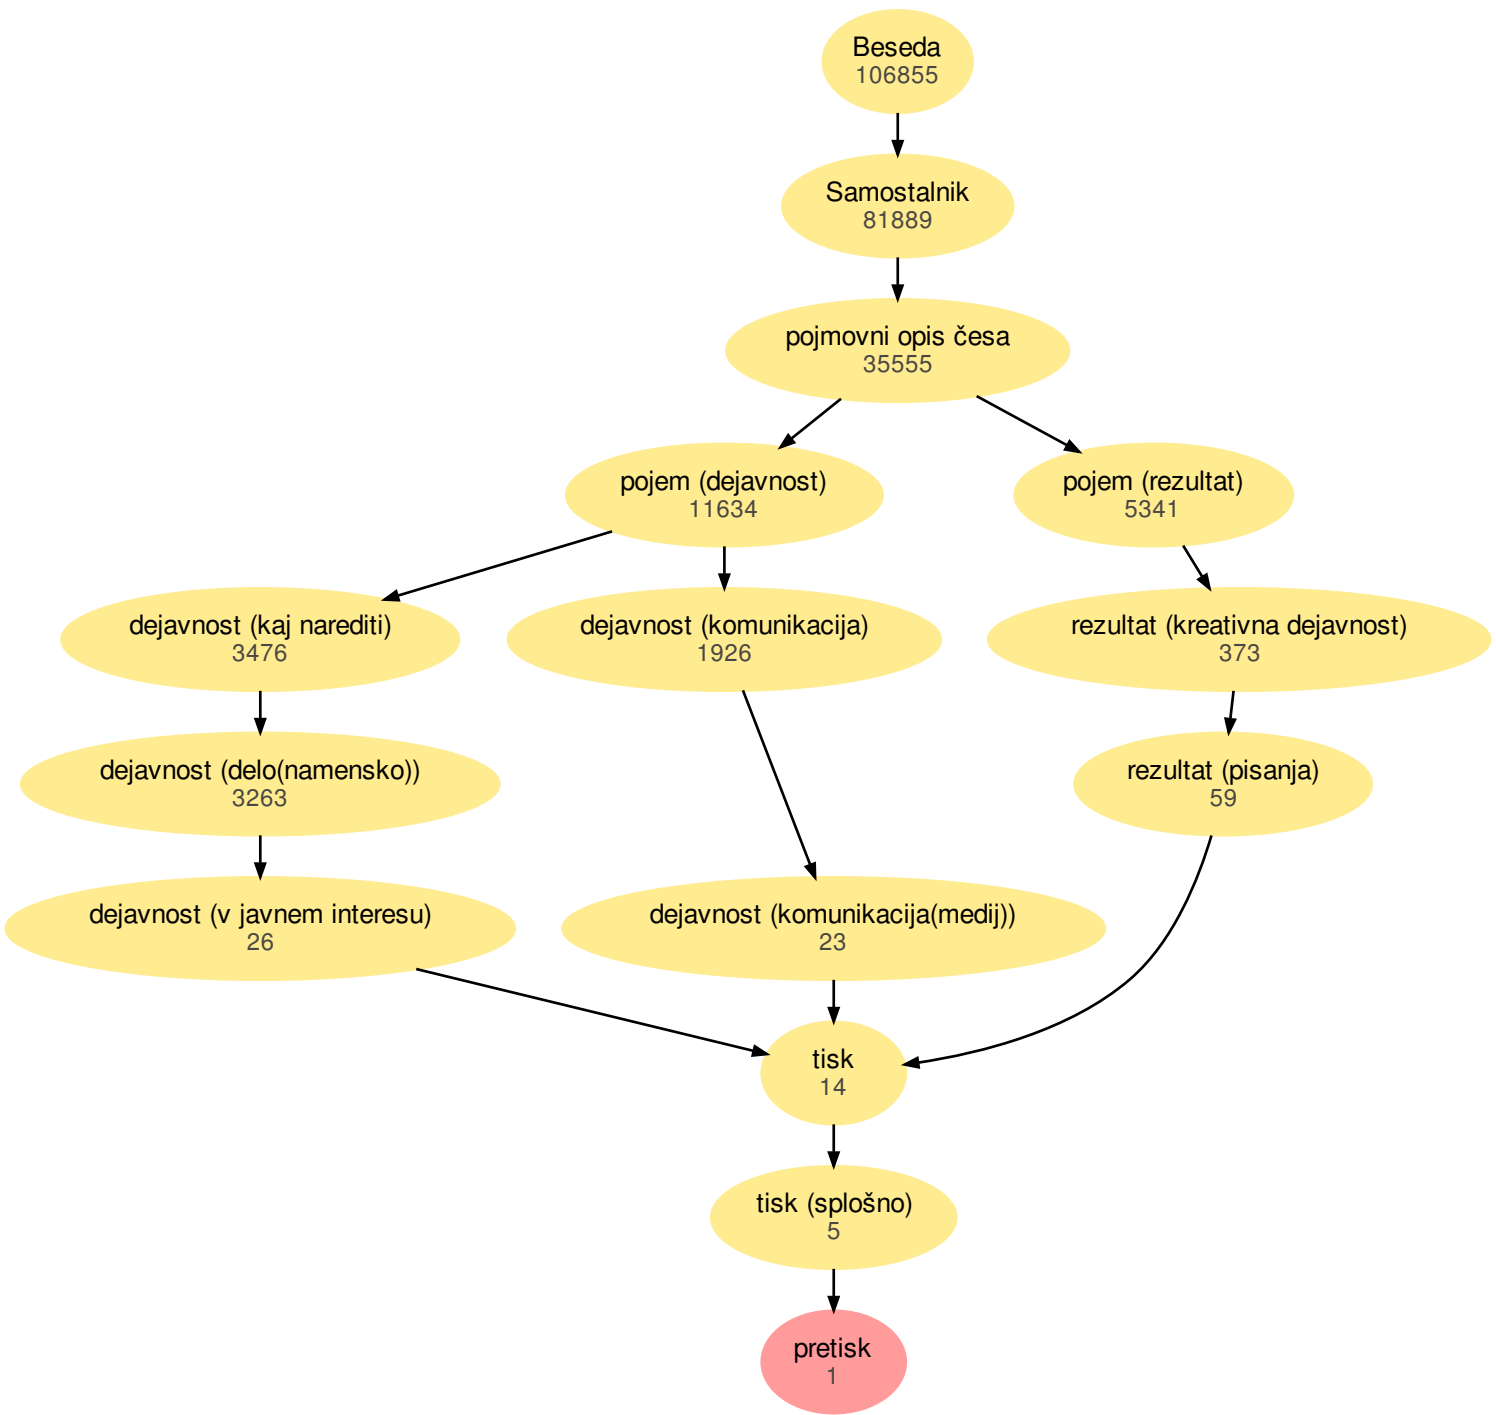 Beseda
106855
Samostalnik
81889
pojmovni opis česa
35555
pojem (dejavnost)
11634
pojem (rezultat)
5341
dejavnost (kaj narediti)
3476
dejavnost (komunikacija)
1926
rezultat (kreativna dejavnost)
373
dejavnost (delo(namensko))
3263
rezultat (pisanja)
59
dejavnost (v javnem interesu)
26
dejavnost (komunikacija(medij))
23
tisk
14
tisk (splošno)
5
pretisk
1